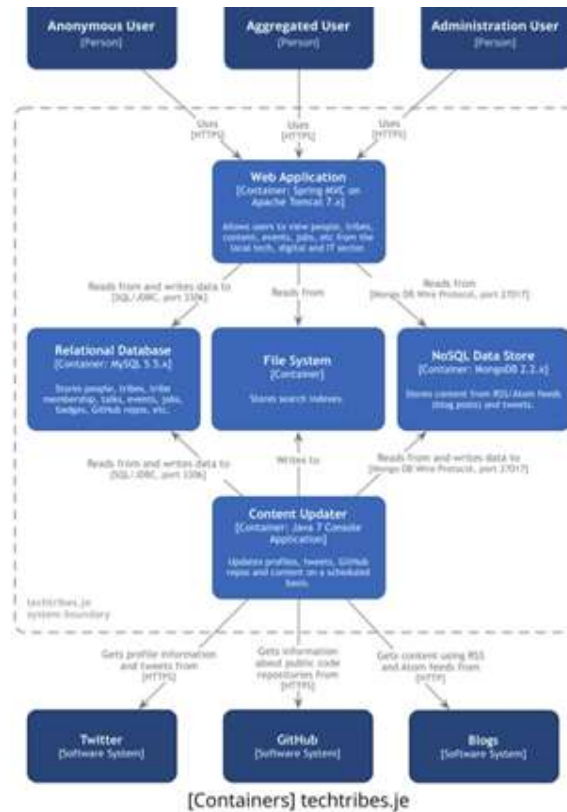 Anonymous User
[Person]
Aggregated User
[Person]
Administration User
[Person]
Uses
[HTTPS]
Uses
[HTTPS]
Uses
[HTTPS]
Web Application
[Container: Spring MVC on
Apache Tomcat 7.x]
Allows users to view people, tribes,
content, events, jobs, etc from the
local tech, digital and IT sector.
Reads from and writes data to
[SQL/JDBC, port 3306]
Reads from
Reads from
[Mongo DB Wire Protocol, port 27017]
Relational Database
[Container: MySQL 5.5.x]
Stores people, tribes, tribe
membership, talks, events, jobs,
badges, GitHub repos, etc.
File System
[Container]
Stores search indexes.
NoSQL Data Store
[Container: MongoDB 2.2.x]
Stores content from RSS/Atom feeds
(blog posts) and tweets.
Reads from and writes data to
[SQL/JDBC, port 3306]
Writes to
Reads from and writes data to
[Mongo DB Wire Protocol, port 27017]
Content Updater
[Container: Java 7 Console
Application]
Updates profiles, tweets, GitHub
repos and content on a scheduled
basis.
techtribes.je
system boundary
Gets profile information
and tweets from
[HTTPS]
Gets information
about public code
repositories from
[HTTPS]
Gets content using RSS
and Atom feeds from
[HTTP]
Twitter
[Software System]
GitHub
[Software System]
Blogs
[Software System]
[Containers] techtribes.je